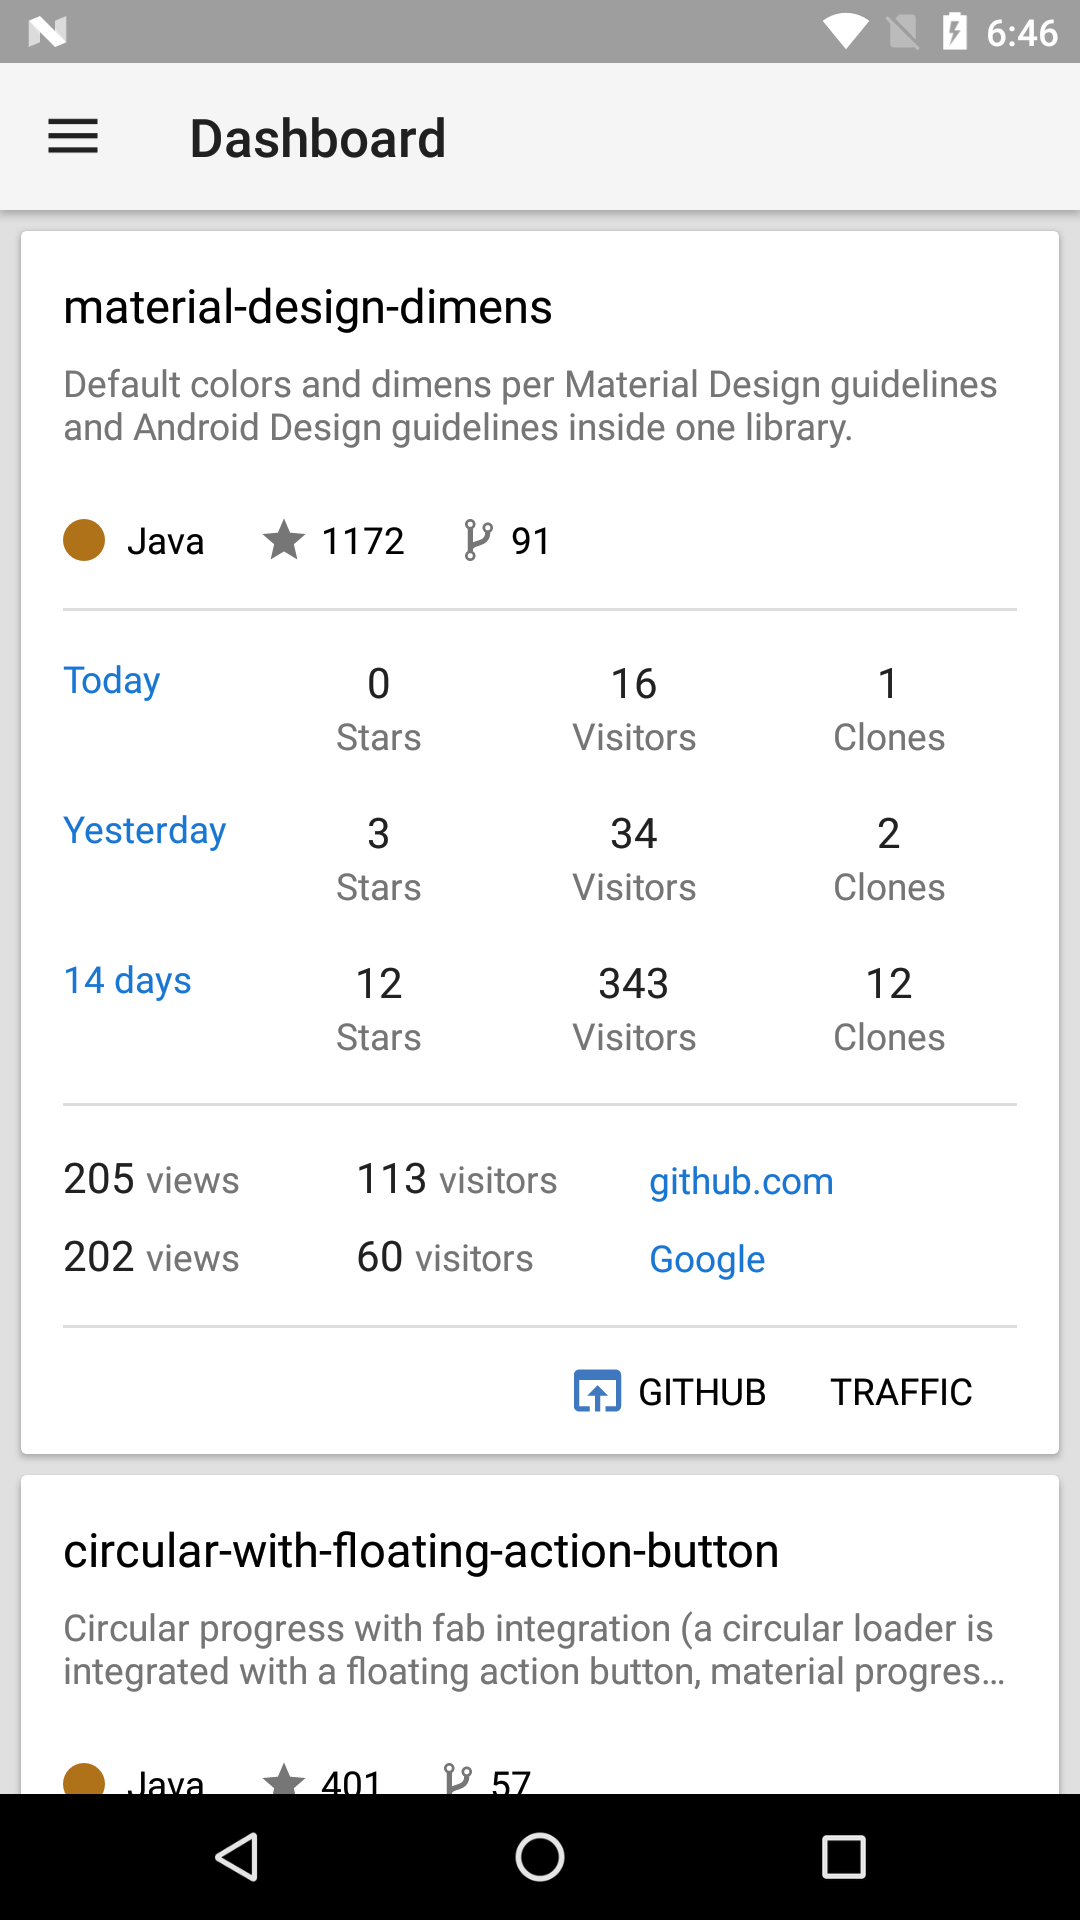 6:46
Dashboard
material-design-dimens
Default colors and dimens per Material Design guidelines
and Android Design guidelines inside one library.
Java 1172 91
Today 0 16 1
Stars Visitors Clones
Yesterday 3 34 2
Stars Visitors Clones
14 days 12 343 12
Stars Visitors Clones
205 views 113 visitors github.com
202 views 60 visitors Google
GITHUB TRAFFIC
circular-with-floating-action-button
Circular progress with fab integration (a circular loader is
integrated with a floating action button, material progres…
Java 401 57